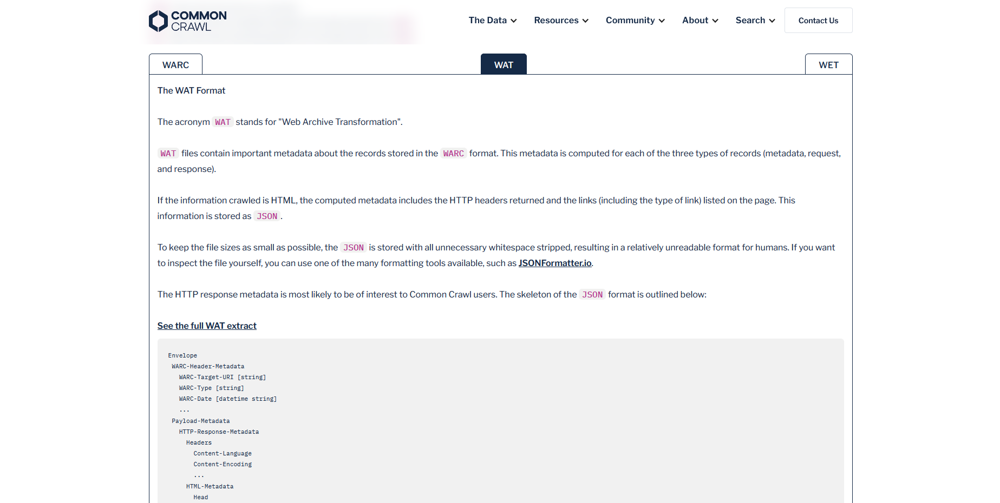 COMMON
CRAWL
The Data
Resources
Community
About
Search
Contact Us
WARC
WAT
WET
The WAT Format
The acronym WAT stands for "Web Archive Transformation".
WAT files contain important metadata about the records stored in the WARC format. This metadata is computed for each of the three types of records (metadata, request,
and response).
If the information crawled is HTML, the computed metadata includes the HTTP headers returned and the links (including the type of link) listed on the page. This
information is stored as JSON.
To keep the file sizes as small as possible, the JSON is stored with all unnecessary whitespace stripped, resulting in a relatively unreadable format for humans. If you want
to inspect the file yourself, you can use one of the many formatting tools available, such as JSONFormatter.io.
The HTTP response metadata is most likely to be of interest to Common Crawl users. The skeleton of the JSON format is outlined below:
See the full WAT extract
Envelope
WARC-Header-Metadata
WARC-Target-URI [string]
WARC-Type [string]
WARC-Date [datetime string]
...
Payload-Metadata
HTTP-Response-Metadata
Headers
Content-Language
Content-Encoding
...
HTML-Metadata
Head